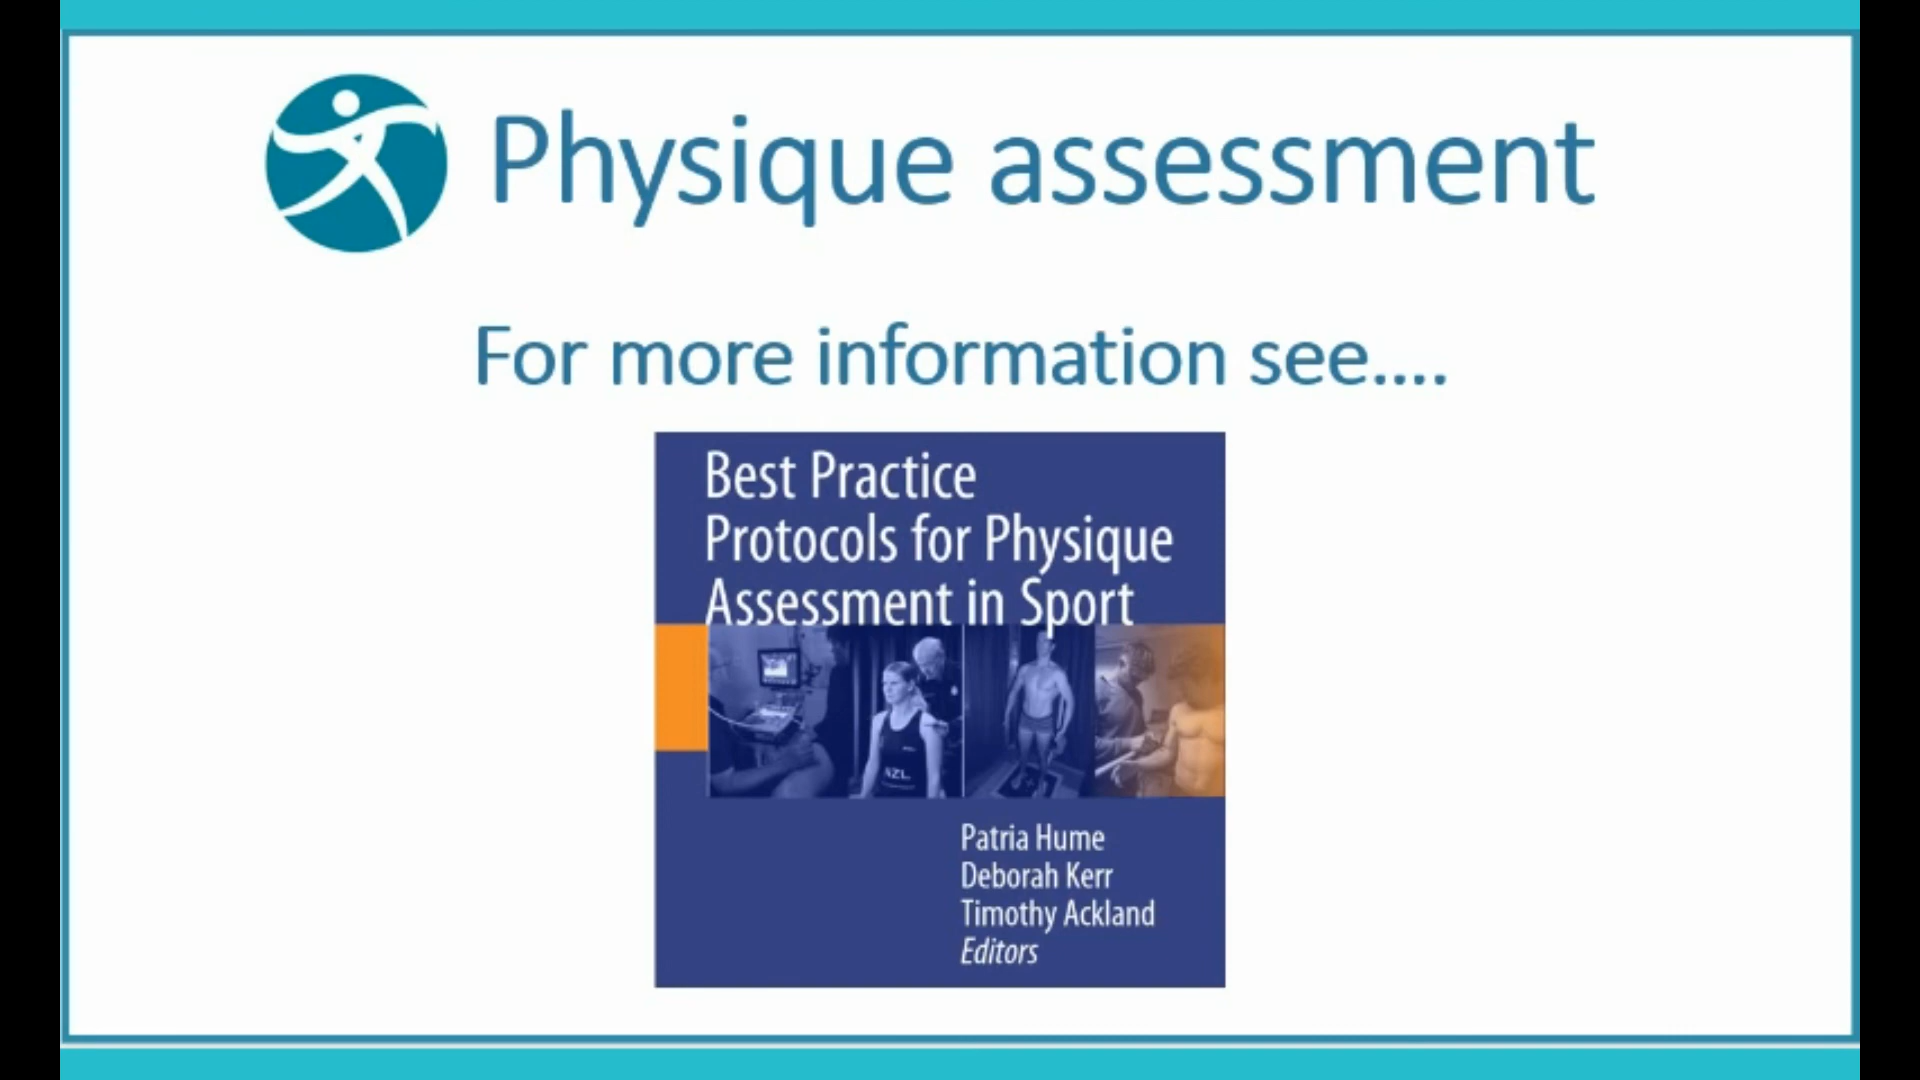 Physique assessment
For more information see....
Best Practice
Protocols for Physique
Assessment in Sport
NZL
Patria Hume
Deborah Kerr
Timothy Ackland
Editors